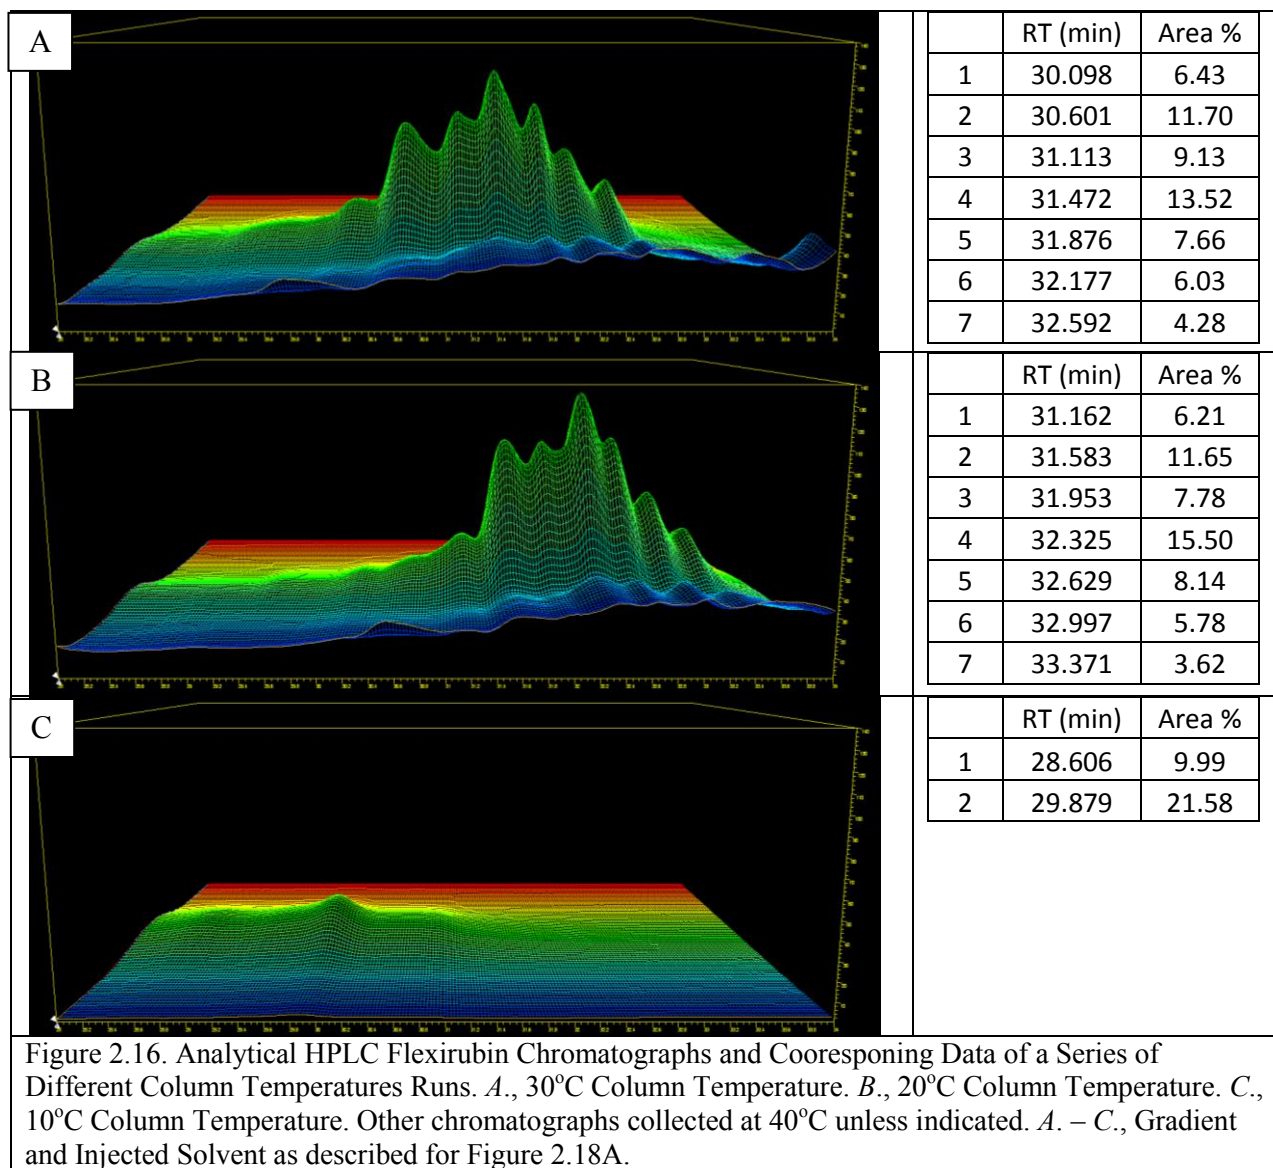 A
RT (min) Area %
1 30.098 6.43
2 30.601 11.70
3 31.113 9.13
4 31.472 13.52
5 31.876 7.66
6 32.177 6.03
7 32.592 4.28
B
RT (min) Area %
1 31.162 6.21
2 31.583 11.65
3 31.953 7.78
4 32.325 15.50
5 32.629 8.14
6 32.997 5.78
7 33.371 3.62
C
RT (min) Area %
1 28.606 9.99
2 29.879 21.58
Figure 2.16. Analytical HPLC Flexirubin Chromatographs and Cooresponing Data of a Series of
Different Column Temperatures Runs. A., 30°C Column Temperature. B., 20°C Column Temperature. C.,
10°C Column Temperature. Other chromatographs collected at 40°C unless indicated. A. – C., Gradient
and Injected Solvent as described for Figure 2.18A.